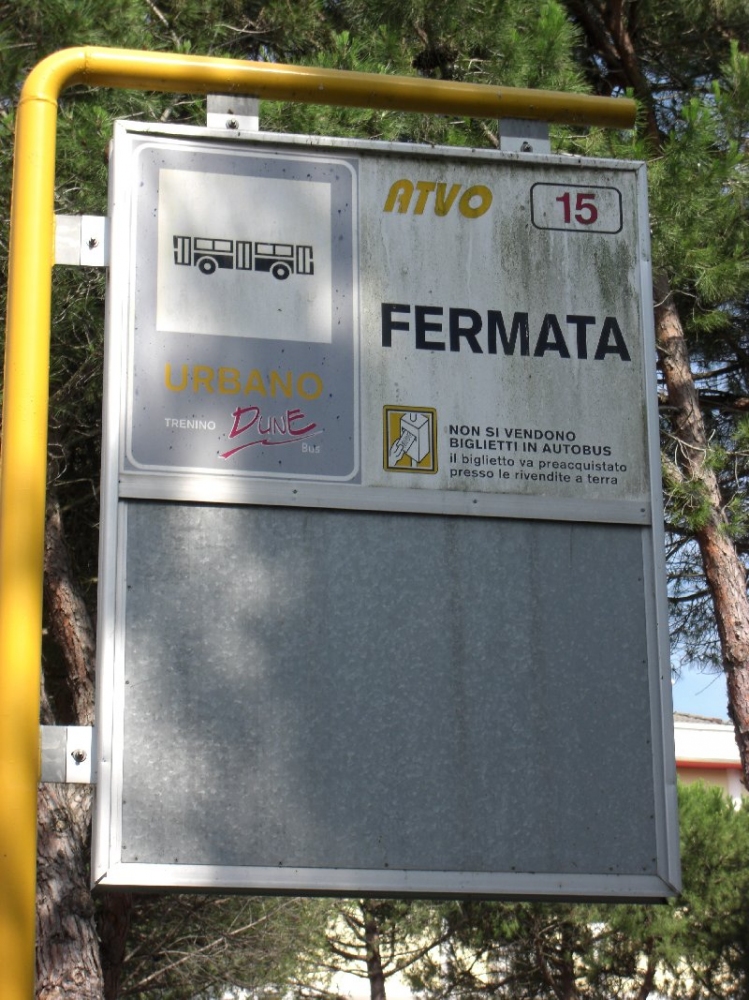 ATVO
15
FERMATA
URBANO
TRENINO DUNE
Bus
NON SI VENDONO
BIGLIETTI IN AUTOBUS
il biglietto va preacquistato
presso le rivendite a terra